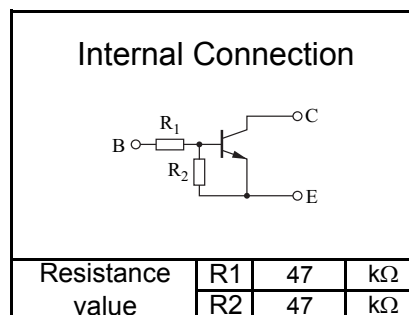 Internal Connection
C
R1
B
R2
E
Resistance value R1 47 kΩ
R2 47 kΩ